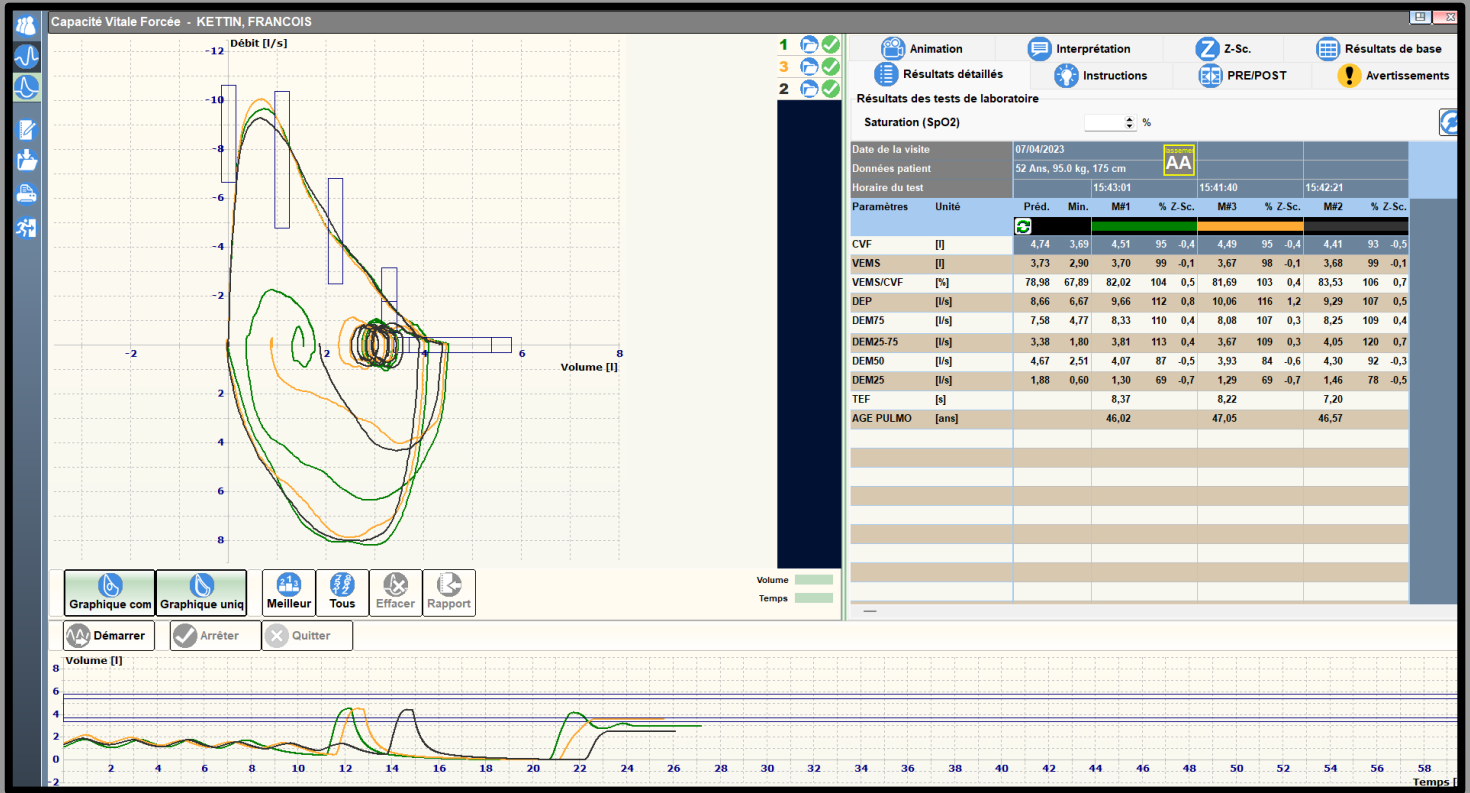 Capacité Vitale Forcée - KETTIN, FRANCOIS
Débit [l/s]
-12
-10
-8
-6
-4
-2
-2 2 4 6 8
Volume [l]
2
4
6
8
1
3
2
Animation Interprétation Z Z-Sc. Résultats de base
Résultats détaillés Instructions PRE/POST Avertissements
Résultats des tests de laboratoire
Saturation (SpO2) %
Date de la visite 07/04/2023
Données patient 52 Ans, 95.0 kg, 175 cm AA
Horaire du test 15:43:01 15:41:40 15:42:21
Paramètres Unité Préd. Min. M#1 % Z-Sc. M#3 % Z-Sc. M#2 % Z-Sc.
CVF [l] 4,74 3,69 4,51 95 -0,4 4,49 95 -0,4 4,41 93 -0,5
VEMS [l] 3,73 2,90 3,70 99 -0,1 3,67 98 -0,1 3,68 99 -0,1
VEMS/CVF [%] 78,98 67,89 82,02 104 0,5 81,69 103 0,4 83,53 106 0,7
DEP [l/s] 8,66 6,67 9,66 112 0,8 10,06 116 1,2 9,29 107 0,5
DEM75 [l/s] 7,58 4,77 8,33 110 0,4 8,08 107 0,3 8,25 109 0,4
DEM25-75 [l/s] 3,38 1,80 3,81 113 0,4 3,67 109 0,3 4,05 120 0,7
DEM50 [l/s] 4,67 2,51 4,07 87 -0,5 3,93 84 -0,6 4,30 92 -0,3
DEM25 [l/s] 1,88 0,60 1,30 69 -0,7 1,29 69 -0,7 1,46 78 -0,5
TEF [s] 8,37 8,22 7,20
AGE PULMO [ans] 46,02 47,05 46,57
Graphique com Graphique uniq Meilleur Tous Effacer Rapport
Volume
Temps
Démarrer Arrêter Quitter
Volume [l]
8
6
4
2
0
-2
2 4 6 8 10 12 14 16 18 20 22 24 26 28 30 32 34 36 38 40 42 44 46 48 50 52 54 56 58
Temps [